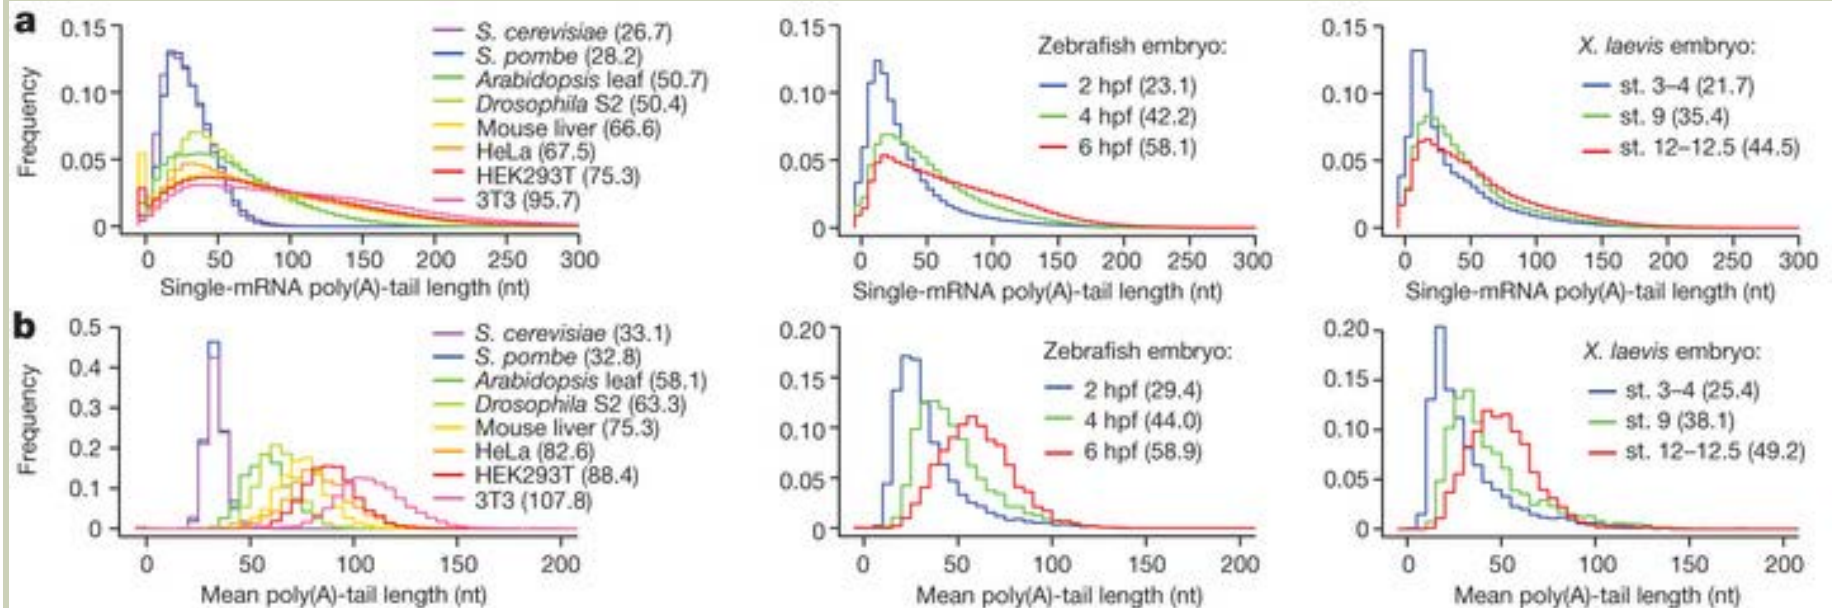 a
Frequency
0.15
0.10
0.05
0
S. cerevisiae (26.7)
S. pombe (28.2)
Arabidopsis leaf (50.7)
Drosophila S2 (50.4)
Mouse liver (66.6)
HeLa (67.5)
HEK293T (75.3)
3T3 (95.7)
0 50 100 150 200 250 300
Single-mRNA poly(A)-tail length (nt)
0.15
0.10
0.05
0
Zebrafish embryo:
2 hpf (23.1)
4 hpf (42.2)
6 hpf (58.1)
0 50 100 150 200 250 300
Single-mRNA poly(A)-tail length (nt)
0.15
0.10
0.05
0
X. laevis embryo:
st. 3–4 (21.7)
st. 9 (35.4)
st. 12–12.5 (44.5)
0 50 100 150 200 250 300
Single-mRNA poly(A)-tail length (nt)
b
Frequency
0.5
0.4
0.3
0.2
0.1
0
S. cerevisiae (33.1)
S. pombe (32.8)
Arabidopsis leaf (58.1)
Drosophila S2 (63.3)
Mouse liver (75.3)
HeLa (82.6)
HEK293T (88.4)
3T3 (107.8)
0 50 100 150 200
Mean poly(A)-tail length (nt)
0.20
0.15
0.10
0.05
0
Zebrafish embryo:
2 hpf (29.4)
4 hpf (44.0)
6 hpf (58.9)
0 50 100 150 200
Mean poly(A)-tail length (nt)
0.20
0.15
0.10
0.05
0
X. laevis embryo:
st. 3–4 (25.4)
st. 9 (38.1)
st. 12–12.5 (49.2)
0 50 100 150 200
Mean poly(A)-tail length (nt)